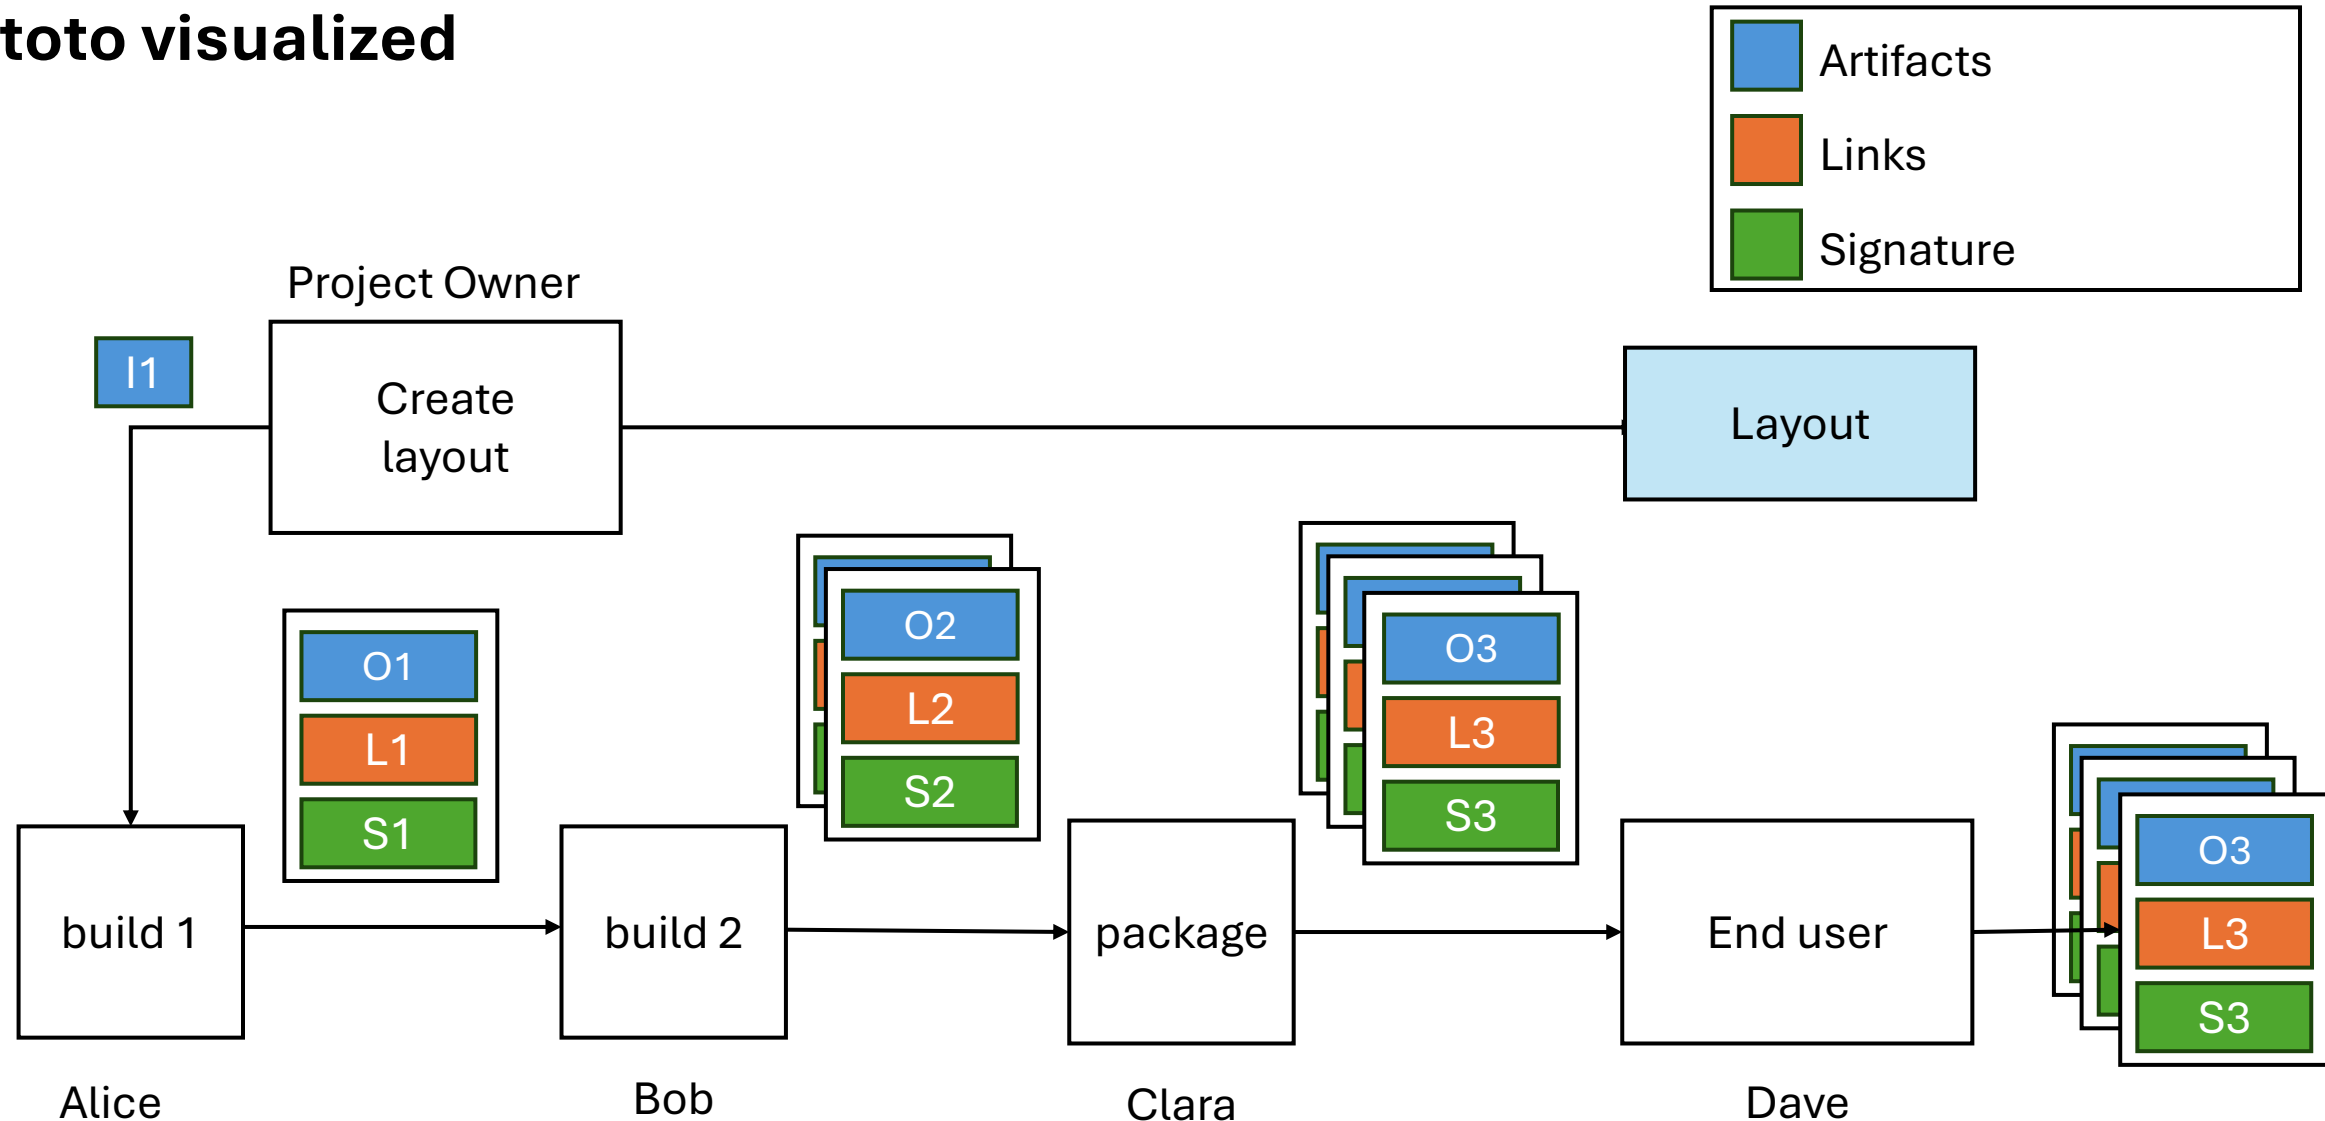 toto visualized
Artifacts
Links
Signature
Project Owner
I1
Create
layout
Layout
O1
L1
S1
O2
L2
S2
O3
L3
S3
O3
L3
S3
build 1
build 2
package
End user
Alice
Bob
Clara
Dave